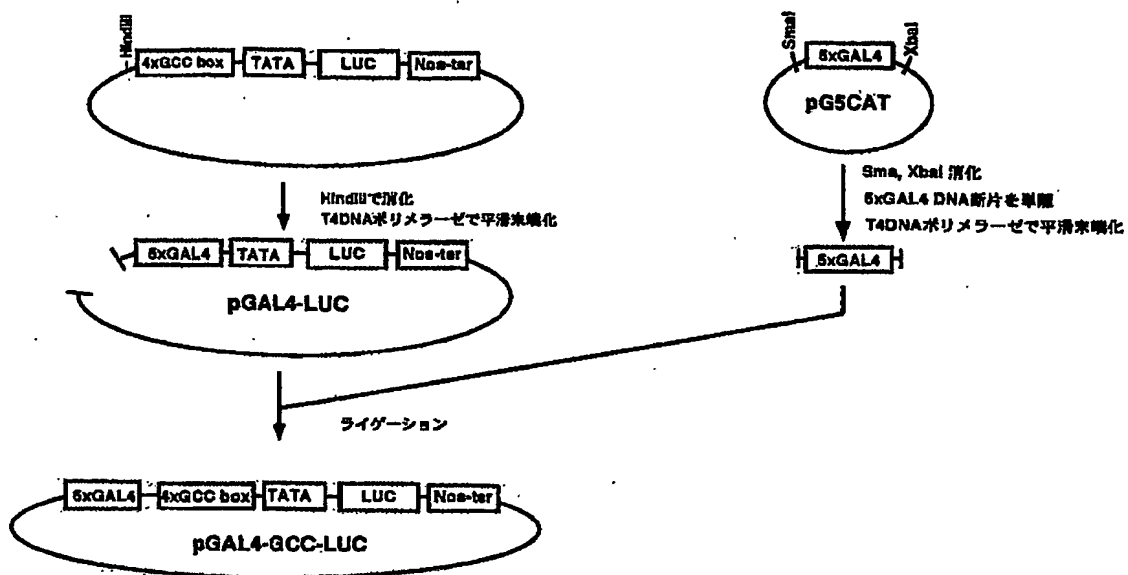 HindIII
4xGCC box TATA LUC Nos-ter
SmaI
5xGAL4
XbaI
pG5CAT
HindIIIで消化
T4DNAポリメラーゼで平滑末端化
Sma, XbaI 消化
5xGAL4 DNA断片を単離
T4DNAポリメラーゼで平滑末端化
5xGAL4 TATA LUC Nos-ter
pGAL4-LUC
5xGAL4
ライゲーション
5xGAL4 4xGCC box TATA LUC Nos-ter
pGAL4-GCC-LUC